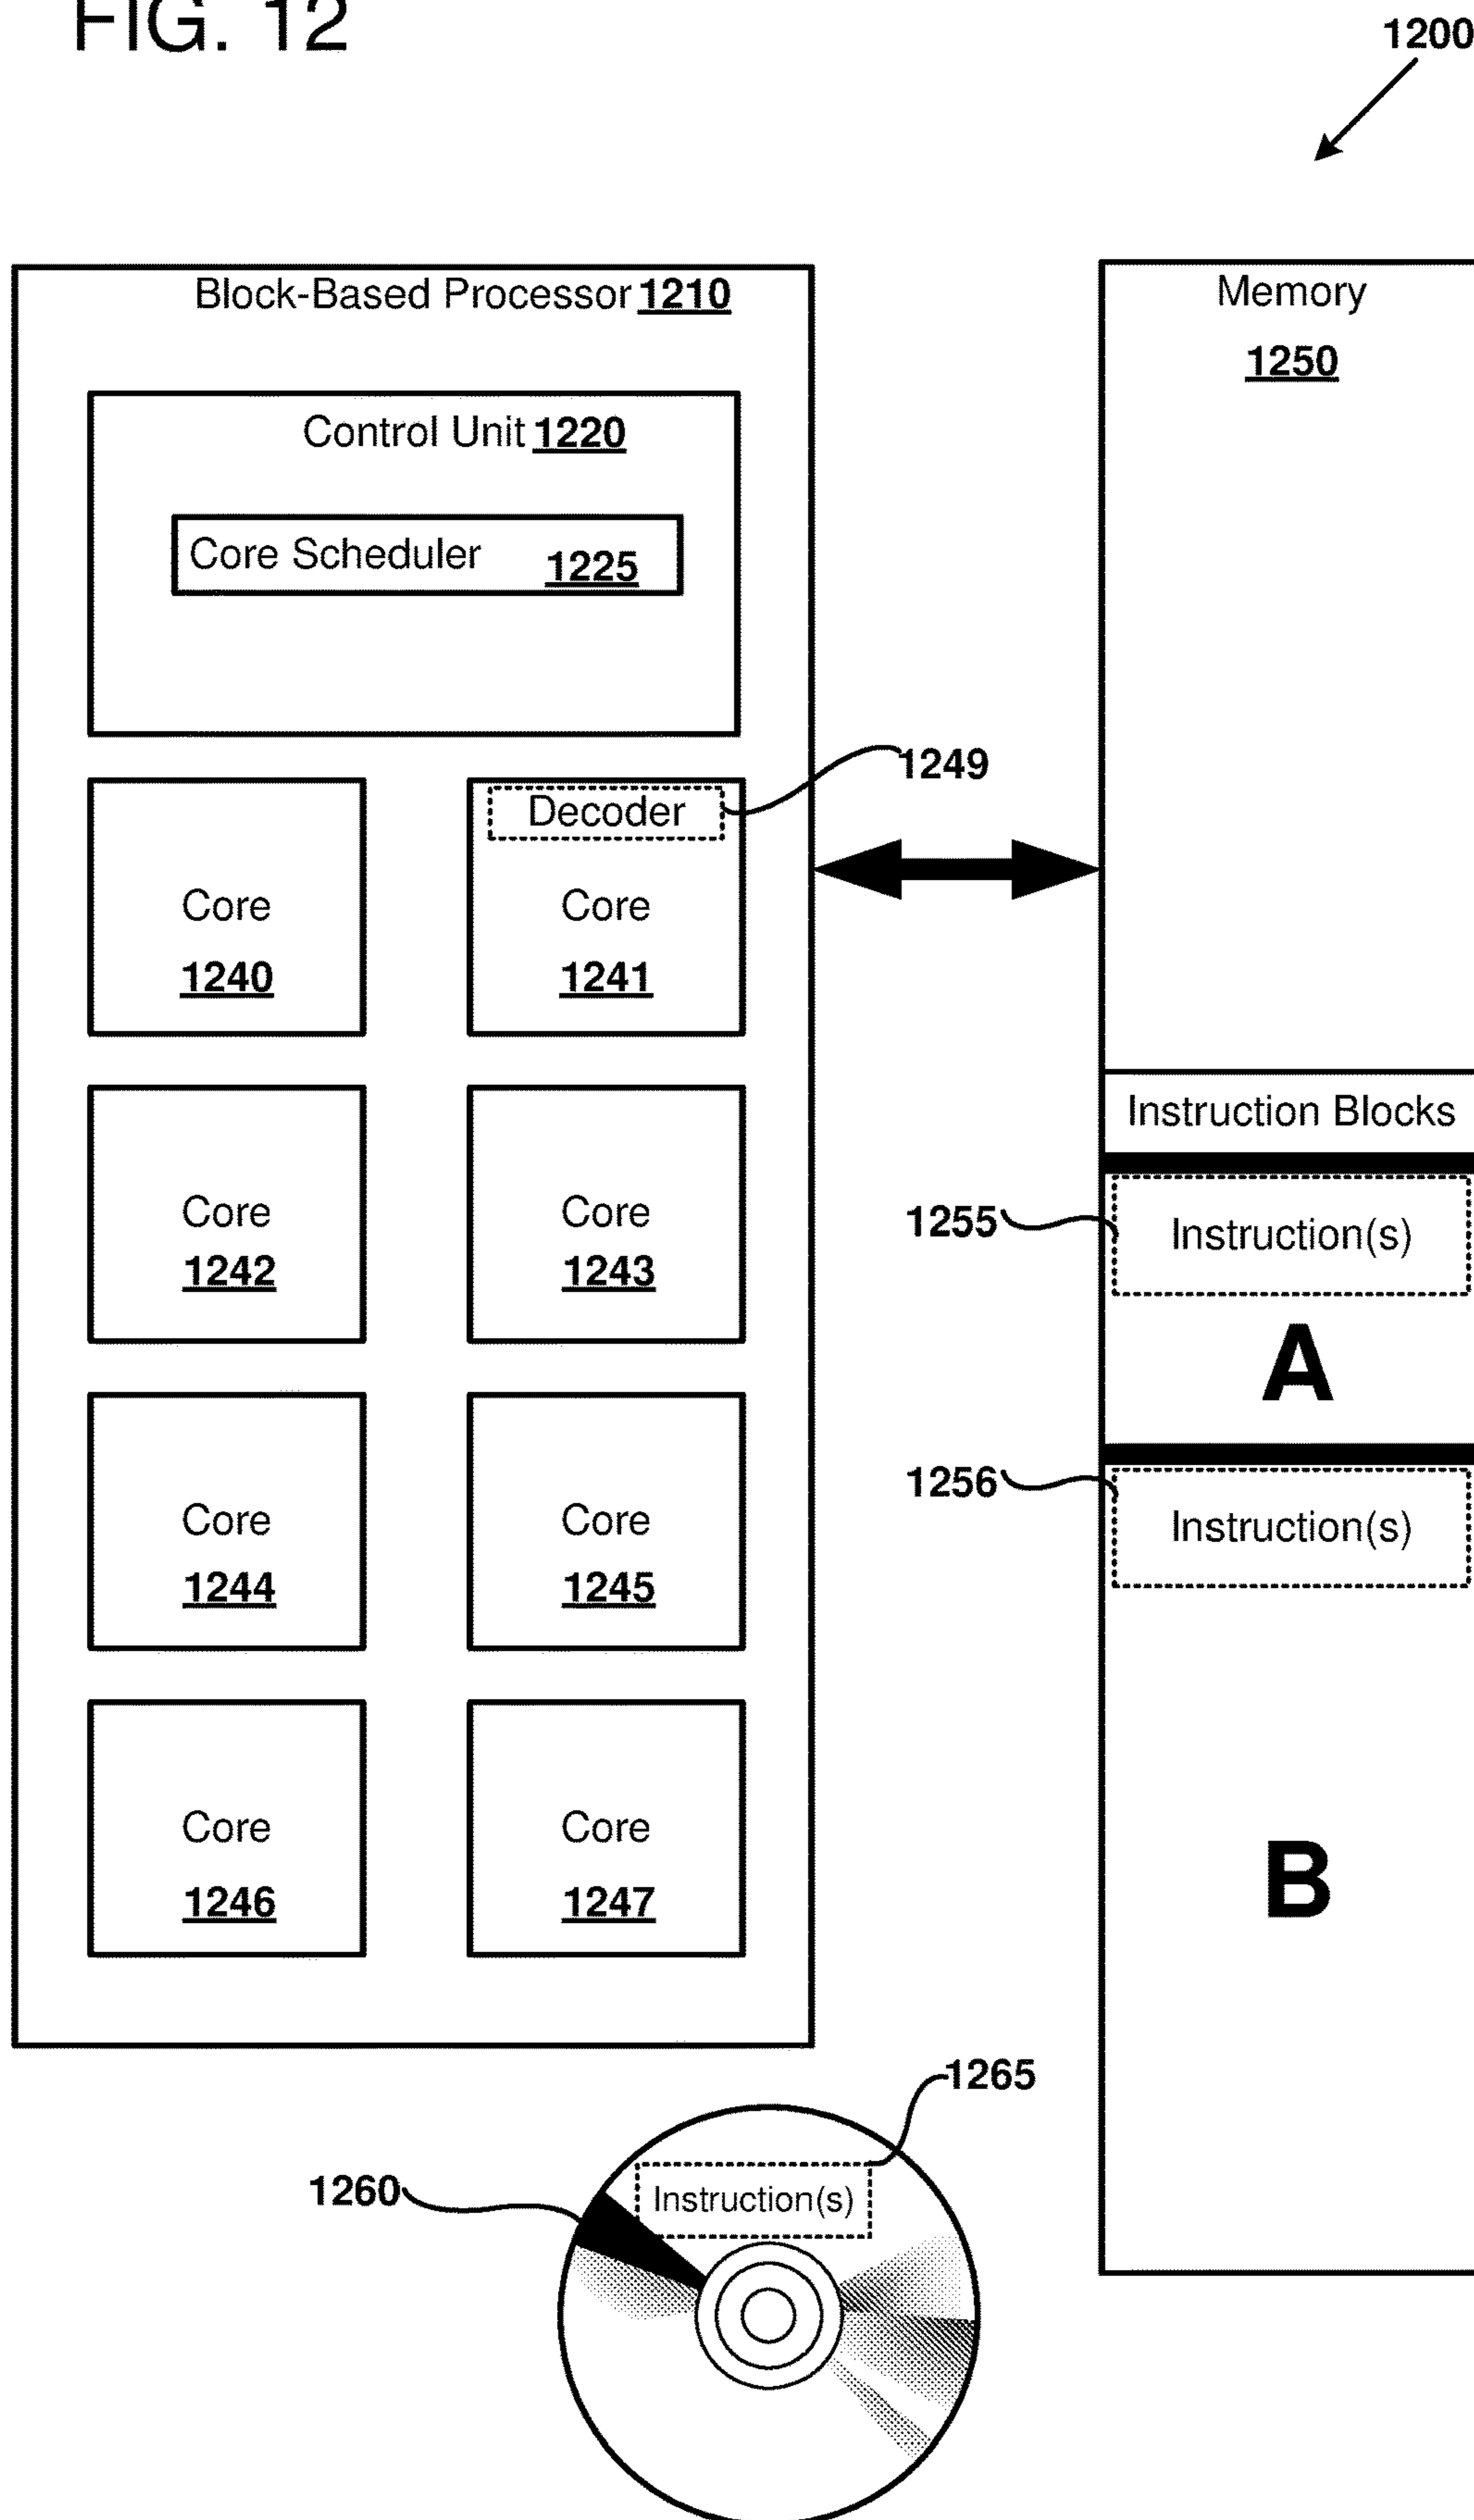 FIG. 12
1200
Block-Based Processor 1210
Control Unit 1220
Core Scheduler 1225
1249
Decoder
Core
1240
Core
1241
Core
1242
Core
1243
Core
1244
Core
1245
Core
1246
Core
1247
Memory
1250
Instruction Blocks
1255
Instruction(s)
A
1256
Instruction(s)
B
1265
1260
Instruction(s)